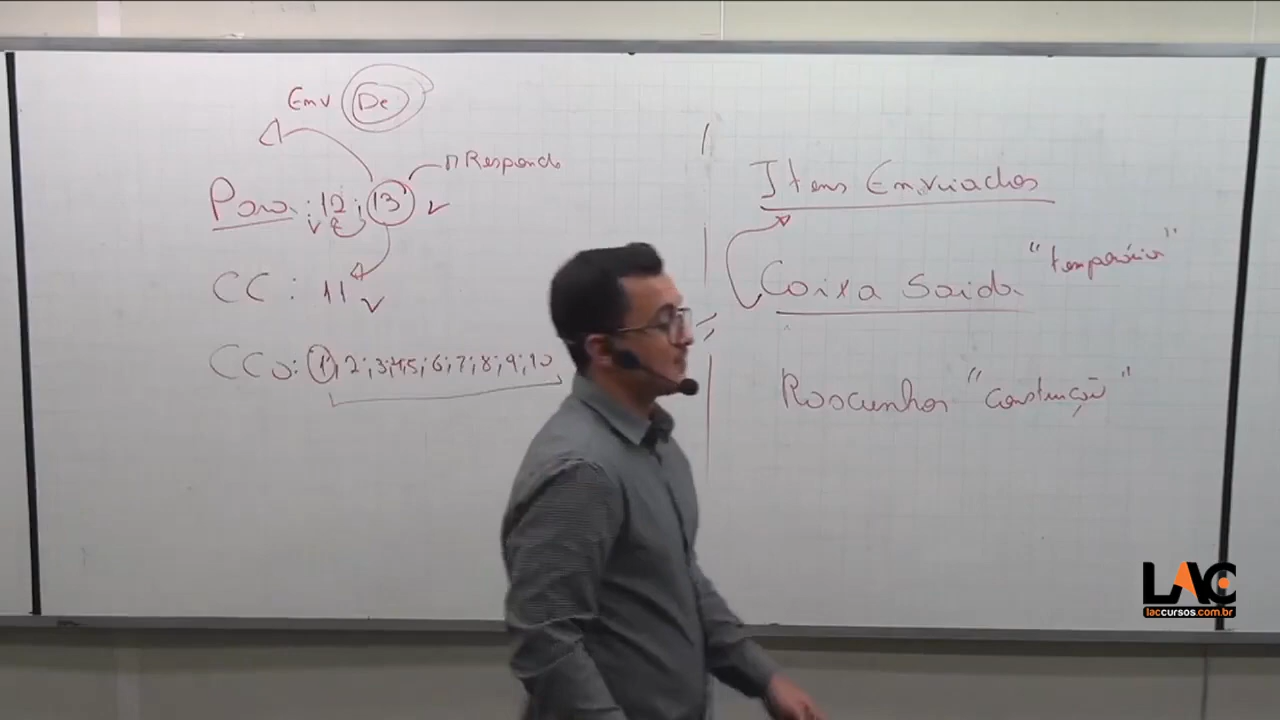 Env De
n Responde
Para: 12; 13
CC: 11
CCo: 1; 2; 3; 4; 5; 6; 7; 8; 9; 10
Itens Enviados
Caixa Saída "temporária"
Rascunhos "construção"
LAC
laccursos.com.br